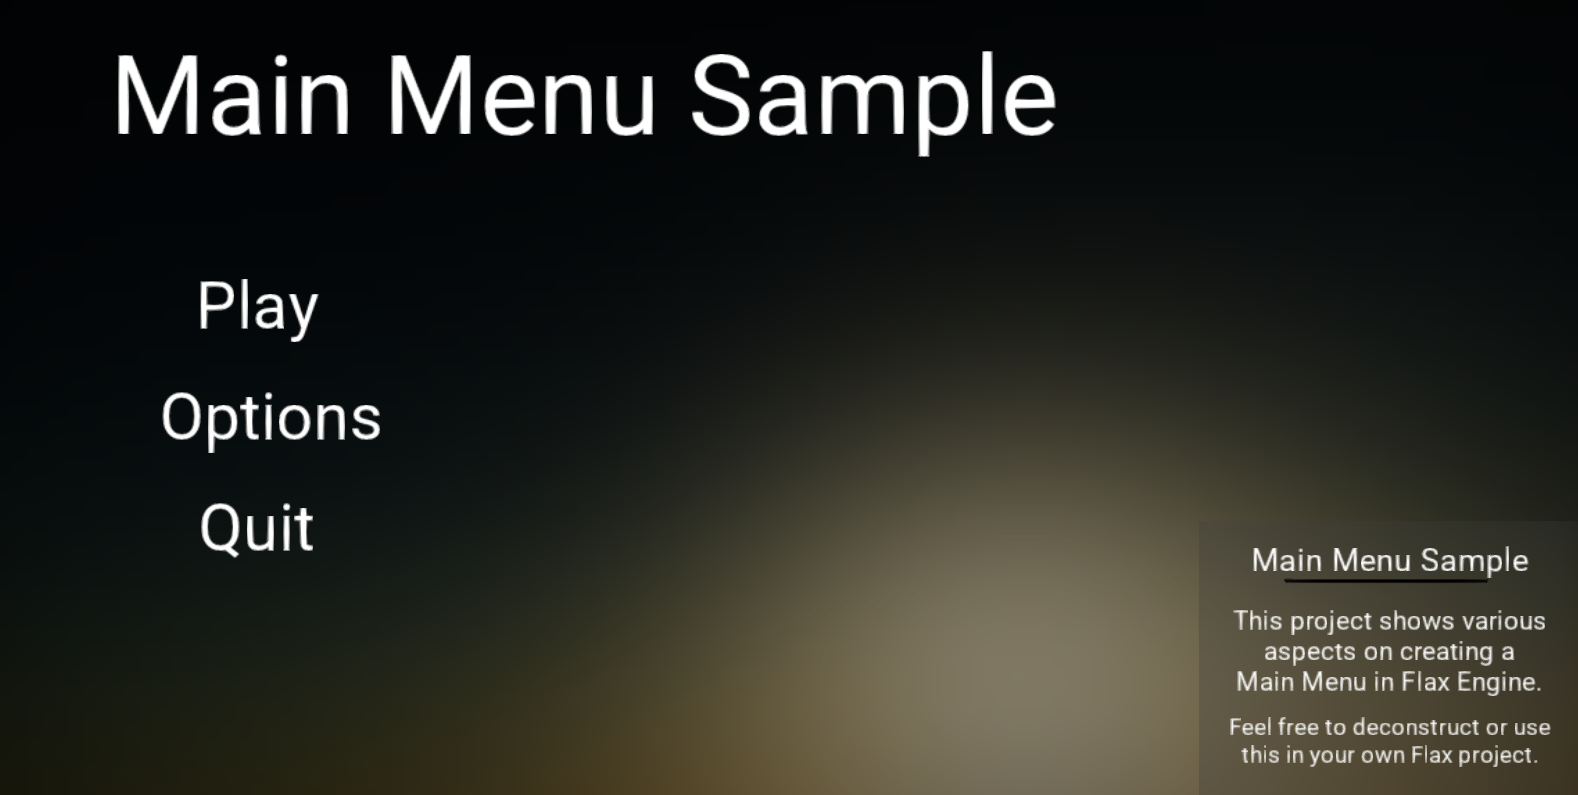 Main Menu Sample
Play
Options
Quit
Main Menu Sample
This project shows various
aspects on creating a
Main Menu in Flax Engine.
Feel free to deconstruct or use
this in your own Flax project.